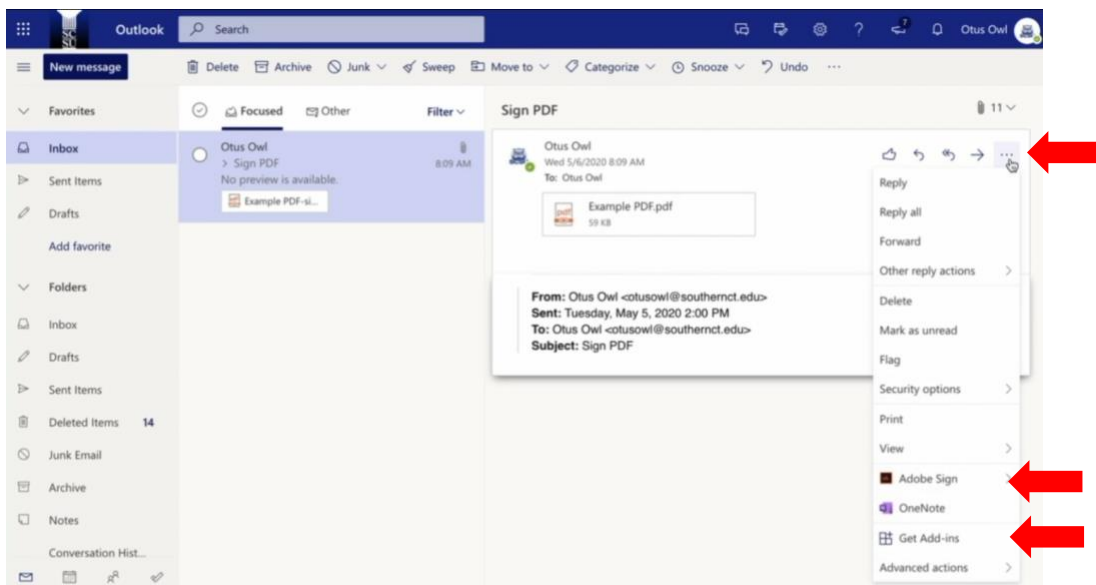 Outlook
Search
7
Otus Owl
New message
Delete
Archive
Junk
Sweep
Move to
Categorize
Snooze
Undo
Favorites
Inbox
Sent Items
Drafts
Add favorite
Folders
Inbox
Drafts
Sent Items
Deleted Items 14
Junk Email
Archive
Notes
Conversation Hist...
Focused
Other
Filter
Otus Owl
> Sign PDF 8:09 AM
No preview is available.
Example PDF-si...
Sign PDF
11
Otus Owl
Wed 5/6/2020 8:09 AM
To: Otus Owl
Example PDF.pdf
59 KB
From: Otus Owl <otusowl@southernct.edu>
Sent: Tuesday, May 5, 2020 2:00 PM
To: Otus Owl <otusowl@southernct.edu>
Subject: Sign PDF
Reply
Reply all
Forward
Other reply actions
Delete
Mark as unread
Flag
Security options
Print
View
Adobe Sign
OneNote
Get Add-ins
Advanced actions